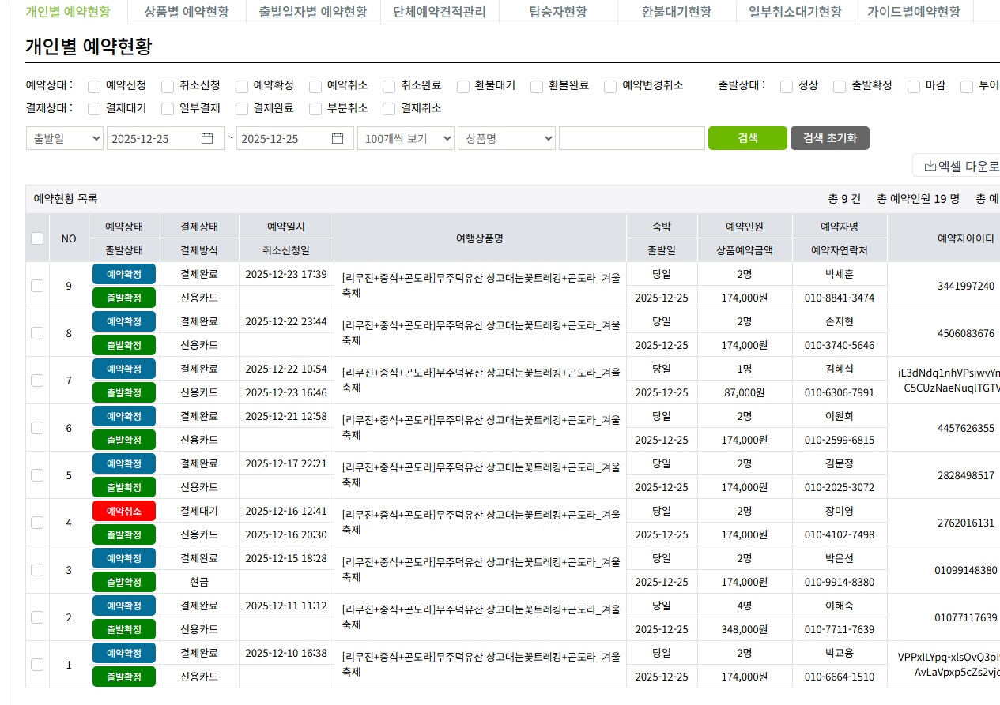 개인별 예약현황 상품별 예약현황 출발일자별 예약현황 단체예약견적관리 탑승자현황 환불대기현황 일부취소대기현황 가이드별예약현황
개인별 예약현황
예약상태 : 예약신청 취소신청 예약확정 예약취소 취소완료 환불대기 환불완료 예약변경취소 출발상태 : 정상 출발확정 마감 투어
결제상태 : 결제대기 일부결제 결제완료 부분취소 결제취소
출발일 2025-12-25 ~ 2025-12-25 100개씩 보기 상품명 검색 검색 초기화
엑셀 다운로
예약현황 목록 총 9 건 총 예약인원 19 명 총 예
NO 예약상태 결제상태 예약일시 여행상품명 숙박 예약인원 예약자명 예약자아이디
출발상태 결제방식 취소신청일 출발일 상품예약금액 예약자연락처
9 예약확정 결제완료 2025-12-23 17:39 [리무진+중식+곤도라]무주덕유산 상고대눈꽃트레킹+곤도라_겨울 당일 2명 박세훈 3441997240
출발확정 신용카드 축제 2025-12-25 174,000원 010-8841-3474
8 예약확정 결제완료 2025-12-22 23:44 [리무진+중식+곤도라]무주덕유산 상고대눈꽃트레킹+곤도라_겨울 당일 2명 손지현 4506083676
출발확정 신용카드 축제 2025-12-25 174,000원 010-3740-5646
7 예약확정 결제완료 2025-12-22 10:54 [리무진+중식+곤도라]무주덕유산 상고대눈꽃트레킹+곤도라_겨울 당일 1명 김혜섭 iL3dNdq1nhVPsiwvYn
출발확정 신용카드 2025-12-23 16:46 축제 2025-12-25 87,000원 010-6306-7991 C5CUzNaeNuqlTGTV
6 예약확정 결제완료 2025-12-21 12:58 [리무진+중식+곤도라]무주덕유산 상고대눈꽃트레킹+곤도라_겨울 당일 2명 이원희 4457626355
출발확정 신용카드 축제 2025-12-25 174,000원 010-2599-6815
5 예약확정 결제완료 2025-12-17 22:21 [리무진+중식+곤도라]무주덕유산 상고대눈꽃트레킹+곤도라_겨울 당일 2명 김문정 2828498517
출발확정 신용카드 축제 2025-12-25 174,000원 010-2025-3072
4 예약취소 결제대기 2025-12-16 12:41 [리무진+중식+곤도라]무주덕유산 상고대눈꽃트레킹+곤도라_겨울 당일 2명 장미영 2762016131
출발확정 신용카드 2025-12-16 20:30 축제 2025-12-25 174,000원 010-4102-7498
3 예약확정 결제완료 2025-12-15 18:28 [리무진+중식+곤도라]무주덕유산 상고대눈꽃트레킹+곤도라_겨울 당일 2명 박은선 01099148380
출발확정 현금 축제 2025-12-25 174,000원 010-9914-8380
2 예약확정 결제완료 2025-12-11 11:12 [리무진+중식+곤도라]무주덕유산 상고대눈꽃트레킹+곤도라_겨울 당일 4명 이해숙 01077117639
출발확정 신용카드 축제 2025-12-25 348,000원 010-7711-7639
1 예약확정 결제완료 2025-12-10 16:38 [리무진+중식+곤도라]무주덕유산 상고대눈꽃트레킹+곤도라_겨울 당일 2명 박교용 VPPxILYpq-xlsOvQ3oI
출발확정 신용카드 축제 2025-12-25 174,000원 010-6664-1510 AvLaVpxp5cZs2vjc